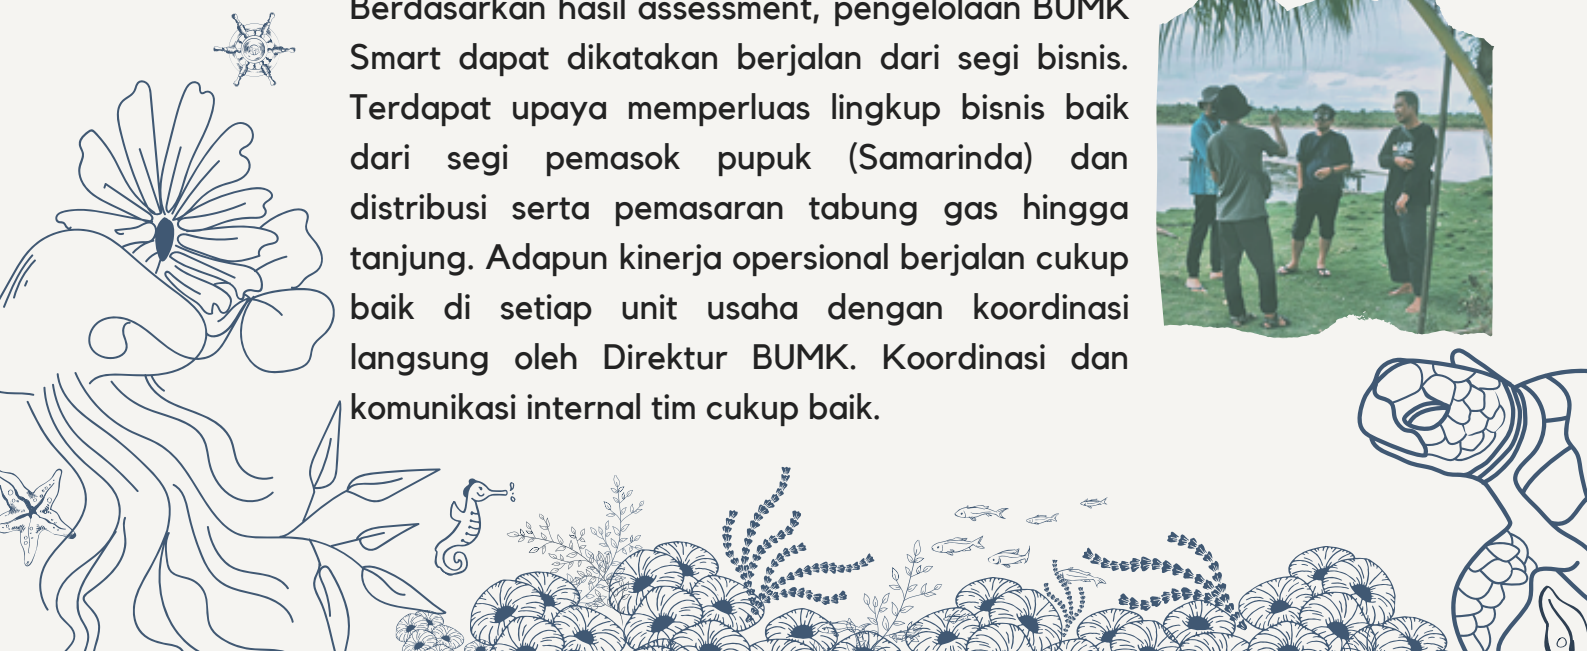 Berdasarkan hasil assessment, pengelolaan BUMK
Smart dapat dikatakan berjalan dari segi bisnis.
Terdapat upaya memperluas lingkup bisnis baik
dari segi pemasok pupuk (Samarinda) dan
distribusi serta pemasaran tabung gas hingga
tanjung. Adapun kinerja opersional berjalan cukup
baik di setiap unit usaha dengan koordinasi
langsung oleh Direktur BUMK. Koordinasi dan
komunikasi internal tim cukup baik.